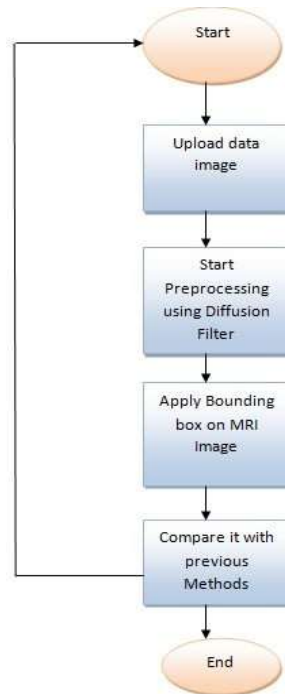 Start
Upload data
image
Start
Preprocessing
using Diffusion
Filter
Apply Bounding
box on MRI
Image
Compare it with
previous
Methods
End